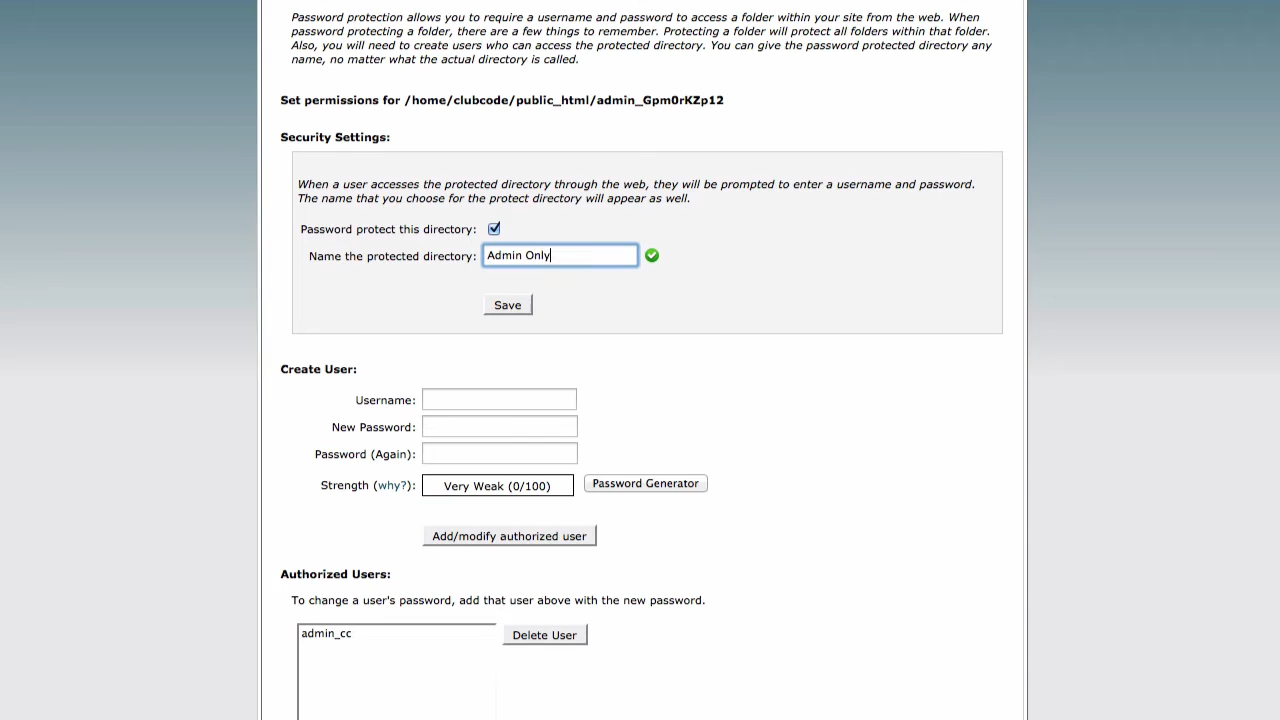 Password protection allows you to require a username and password to access a folder within your site from the web. When
password protecting a folder, there are a few things to remember. Protecting a folder will protect all folders within that folder.
Also, you will need to create users who can access the protected directory. You can give the password protected directory any
name, no matter what the actual directory is called.
Set permissions for /home/clubcode/public_html/admin_Gpm0rKZp12
Security Settings:
When a user accesses the protected directory through the web, they will be prompted to enter a username and password.
The name that you choose for the protect directory will appear as well.
Password protect this directory:
Name the protected directory: Admin Only
Save
Create User:
Username:
New Password:
Password (Again):
Strength (why?): Very Weak (0/100) Password Generator
Add/modify authorized user
Authorized Users:
To change a user's password, add that user above with the new password.
admin_cc Delete User